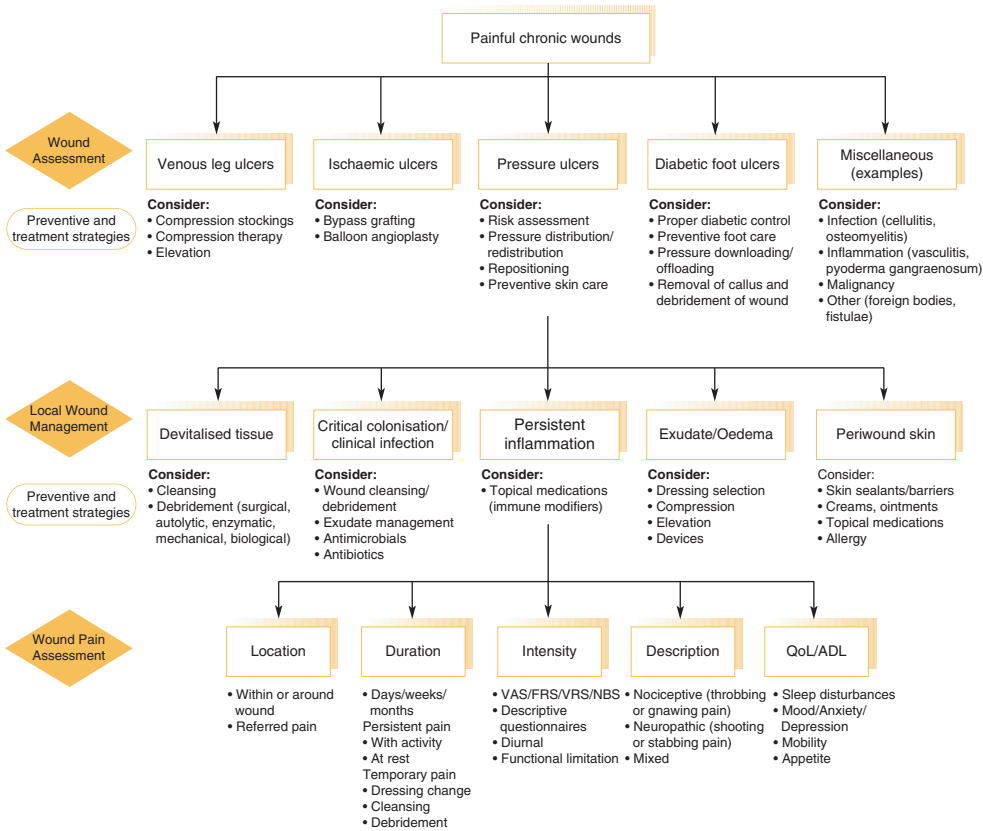 Painful chronic wounds
Wound
Assessment
Venous leg ulcers
Ischaemic ulcers
Pressure ulcers
Diabetic foot ulcers
Miscellaneous
(examples)
Preventive and
treatment strategies
Consider:
• Compression stockings
• Compression therapy
• Elevation
Consider:
• Bypass grafting
• Balloon angioplasty
Consider:
• Risk assessment
• Pressure distribution/
redistribution
• Repositioning
• Preventive skin care
Consider:
• Proper diabetic control
• Preventive foot care
• Pressure downloading/
offloading
• Removal of callus and
debridement of wound
Consider:
• Infection (cellulitis,
osteomyelitis)
• Inflammation (vasculitis,
pyoderma gangraenosum)
• Malignancy
• Other (foreign bodies,
fistulae)
Local Wound
Management
Devitalised tissue
Critical colonisation/
clinical infection
Persistent
inflammation
Exudate/Oedema
Periwound skin
Preventive and
treatment strategies
Consider:
• Cleansing
• Debridement (surgical,
autolytic, enzymatic,
mechanical, biological)
Consider:
• Wound cleansing/
debridement
• Exudate management
• Antimicrobials
• Antibiotics
Consider:
• Topical medications
(immune modifiers)
Consider:
• Dressing selection
• Compression
• Elevation
• Devices
Consider:
• Skin sealants/barriers
• Creams, ointments
• Topical medications
• Allergy
Wound Pain
Assessment
Location
Duration
Intensity
Description
QoL/ADL
• Within or around
wound
• Referred pain
• Days/weeks/
months
Persistent pain
• With activity
• At rest
Temporary pain
• Dressing change
• Cleansing
• Debridement
• VAS/FRS/VRS/NBS
• Descriptive
questionnaires
• Diurnal
• Functional limitation
• Nociceptive (throbbing
or gnawing pain)
• Neuropathic (shooting
or stabbing pain)
• Mixed
• Sleep disturbances
• Mood/Anxiety/
Depression
• Mobility
• Appetite